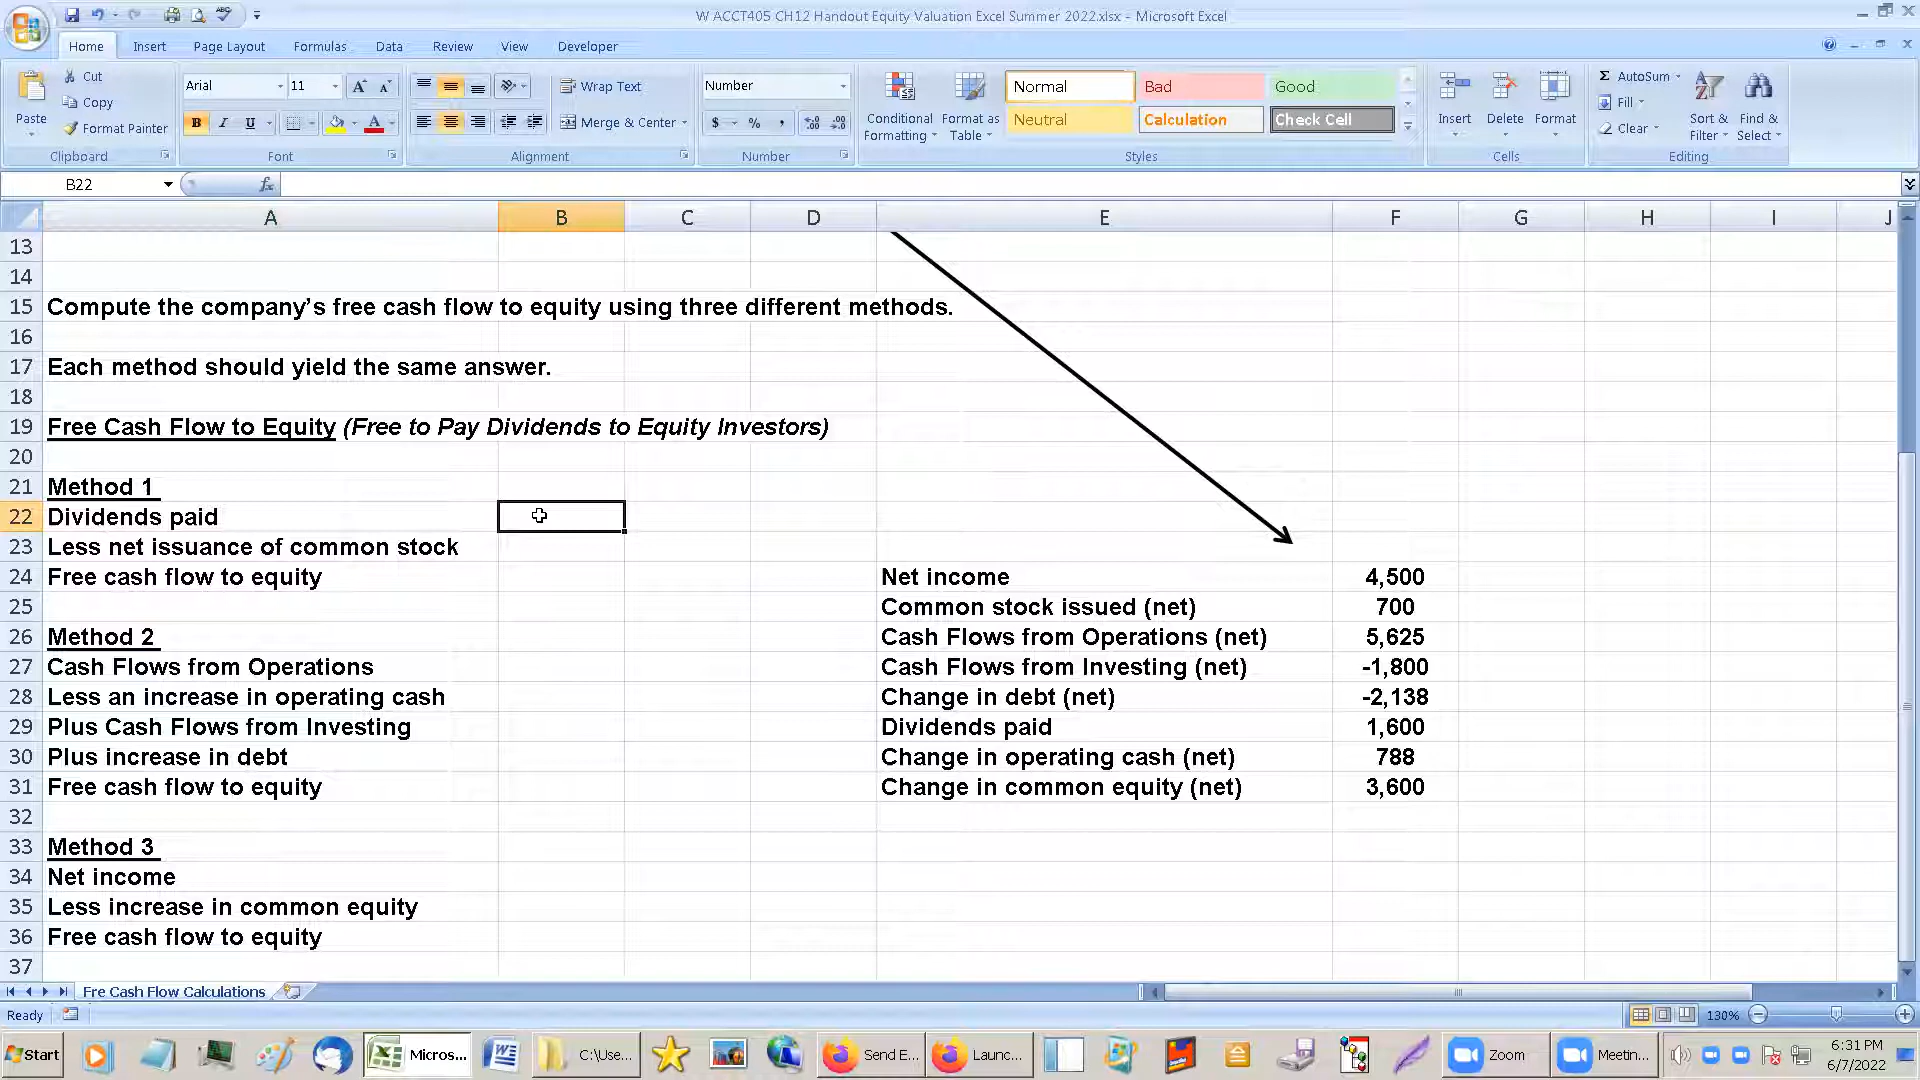 W ACCT405 CH12 Handout Equity Valuation Excel Summer 2022.xlsx - Microsoft Excel
Home Insert Page Layout Formulas Data Review View Developer
Paste
Cut
Copy
Format Painter
Clipboard
Arial 11
B I U
Font
Wrap Text
Merge & Center
Alignment
Number
$ % ,
Number
Conditional Formatting
Format as Table
Normal Bad Good
Neutral Calculation Check Cell
Styles
Insert Delete Format
Cells
Σ AutoSum
Fill
Clear
Sort & Filter
Find & Select
Editing
B22 fx
A B C D E F G H I J
13
14
15 Compute the company’s free cash flow to equity using three different methods.
16
17 Each method should yield the same answer.
18
19 Free Cash Flow to Equity (Free to Pay Dividends to Equity Investors)
20
21 Method 1
22 Dividends paid
23 Less net issuance of common stock
24 Free cash flow to equity Net income 4,500
25 Common stock issued (net) 700
26 Method 2 Cash Flows from Operations (net) 5,625
27 Cash Flows from Operations Cash Flows from Investing (net) -1,800
28 Less an increase in operating cash Change in debt (net) -2,138
29 Plus Cash Flows from Investing Dividends paid 1,600
30 Plus increase in debt Change in operating cash (net) 788
31 Free cash flow to equity Change in common equity (net) 3,600
32
33 Method 3
34 Net income
35 Less increase in common equity
36 Free cash flow to equity
37
Fre Cash Flow Calculations
Ready 130%
Start Micros... C:\Use... Send E... Launc... Zoom Meetin... 6:31 PM
6/7/2022